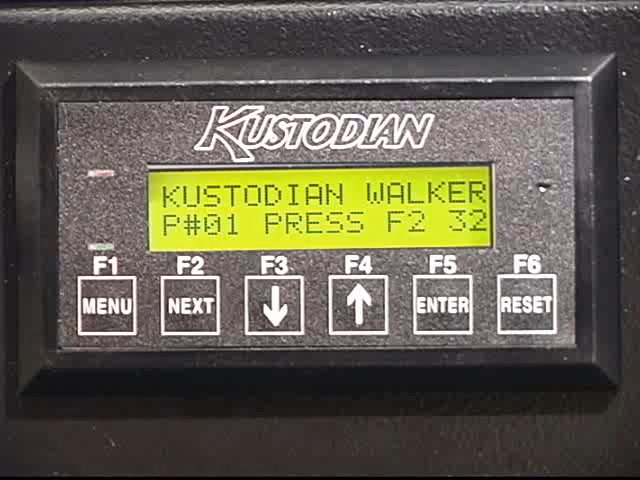 KUSTODIAN
KUSTODIAN WALKER
P#01 PRESS F2 32
F1 F2 F3 F4 F5 F6
MENU NEXT ↓ ↑ ENTER RESET